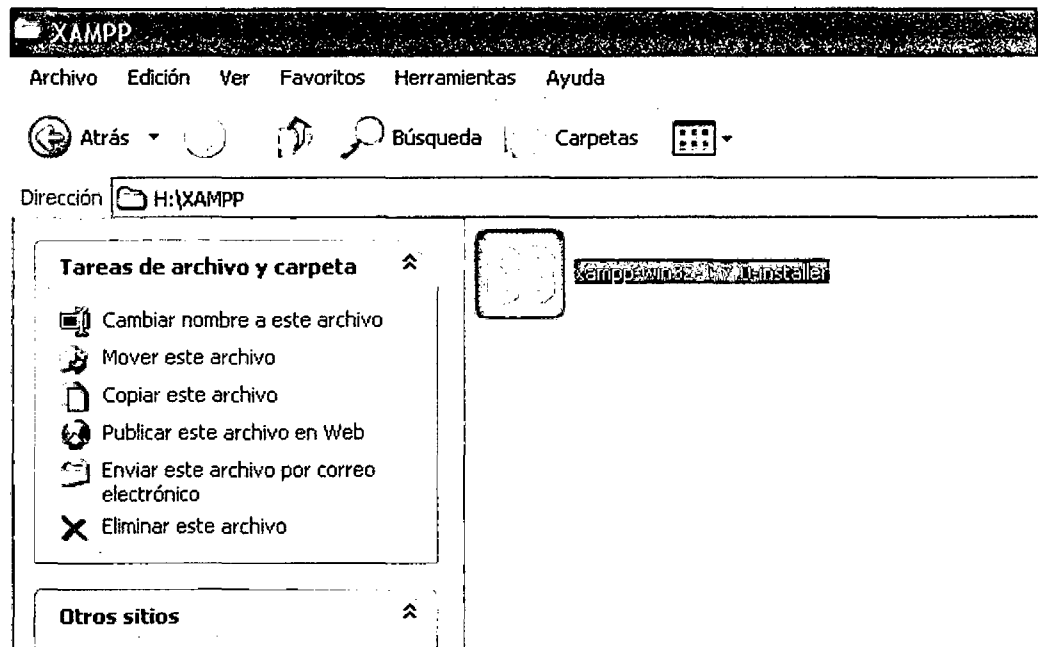 XAMPP
Archivo Edición Ver Favoritos Herramientas Ayuda
Atrás Búsqueda Carpetas
Dirección H:\XAMPP
Tareas de archivo y carpeta
Cambiar nombre a este archivo
Mover este archivo
Copiar este archivo
Publicar este archivo en Web
Enviar este archivo por correo
electrónico
Eliminar este archivo
Otros sitios